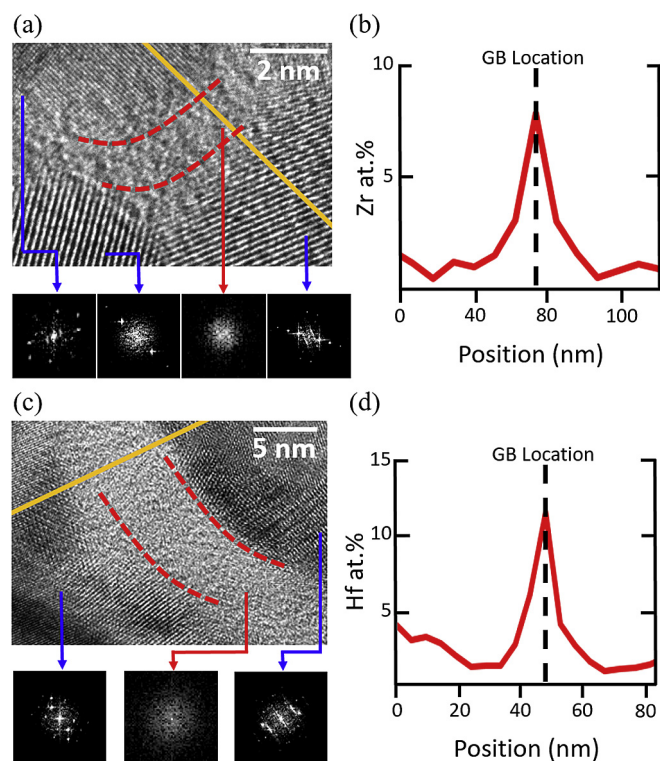 (a)
2 nm
(b)
GB Location
10
5
Zr at.%
0
40
80
120
Position (nm)
(c)
5 nm
(d)
GB Location
15
10
5
Hf at.%
0
20
40
60
80
Position (nm)